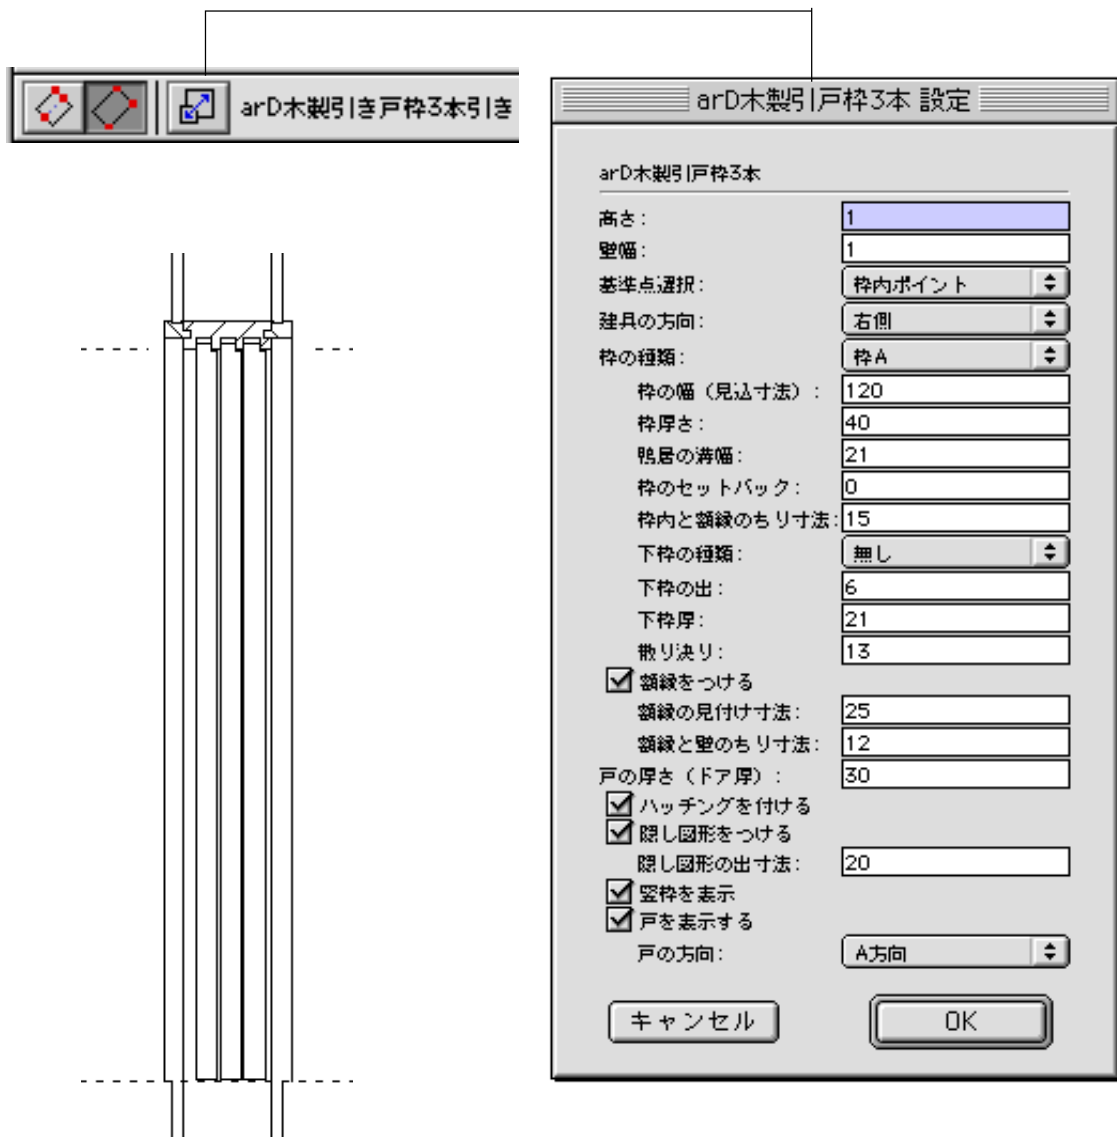 arD木製引き戸枠3本引き
arD木製引戸枠3本 設定
arD木製引戸枠3本
高さ: 1
壁幅: 1
基準点選択: 枠内ポイント
建具の方向: 右側
枠の種類: 枠A
枠の幅（見込寸法）: 120
枠厚さ: 40
鴨居の溝幅: 21
枠のセットバック: 0
枠内と額縁のちり寸法: 15
下枠の種類: 無し
下枠の出: 6
下枠厚: 21
散り決り: 13
額縁をつける
額縁の見付け寸法: 25
額縁と壁のちり寸法: 12
戸の厚さ（ドア厚）: 30
ハッチングを付ける
隠し図形をつける
隠し図形の出寸法: 20
竪枠を表示
戸を表示する
戸の方向: A方向
キャンセル OK